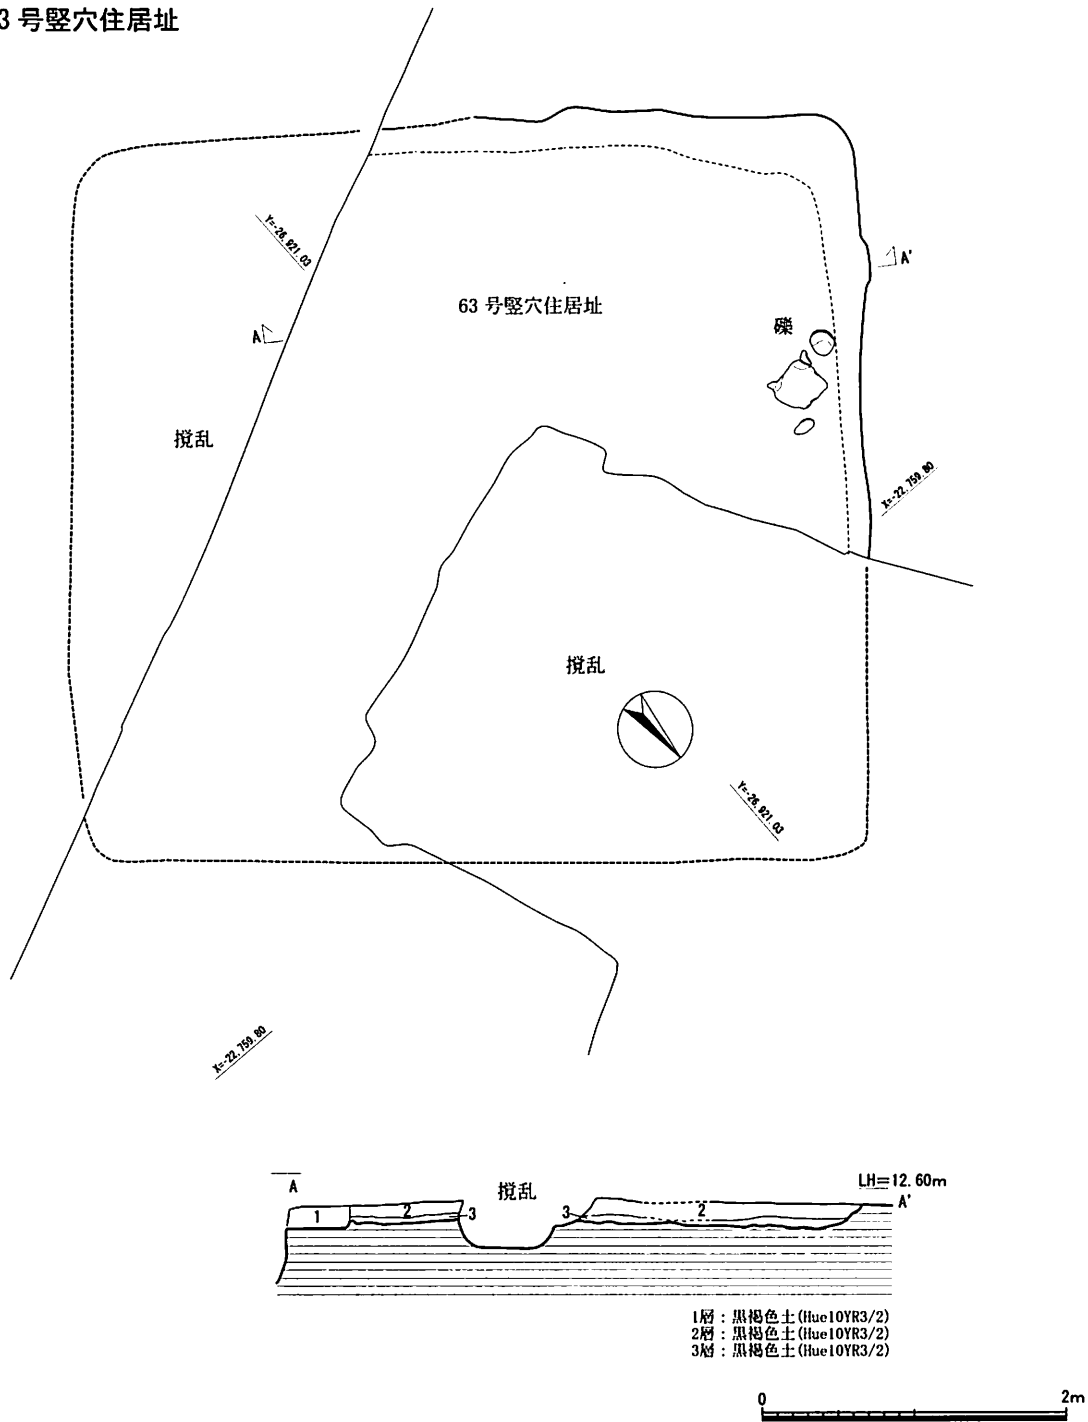 3 号竪穴住居址
Y=-26,921.03
A'
63 号竪穴住居址
礫
A
撹乱
X=-22,759.80
撹乱
Y=-26,921.03
X=-22,759.80
A
撹乱
LH=12.60m
A'
1
2
3
3
2
1層：黒褐色土(Hue10YR3/2)
2層：黒褐色土(Hue10YR3/2)
3層：黒褐色土(Hue10YR3/2)
0
2m